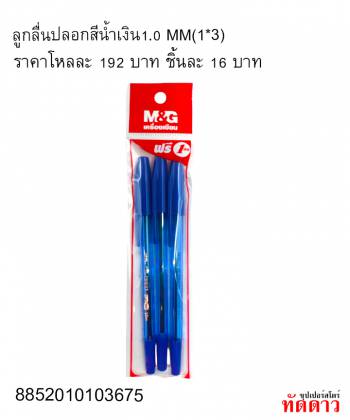 ลูกลื่นปลอกสีน้ำเงิน1.0 MM(1*3)
ราคาโหลละ 192 บาท ชิ้นละ 16 บาท
M&G
เครื่องเขียน
ฟรี 1
8852010103675
ซุปเปอร์สโตร์
ทัดดาว